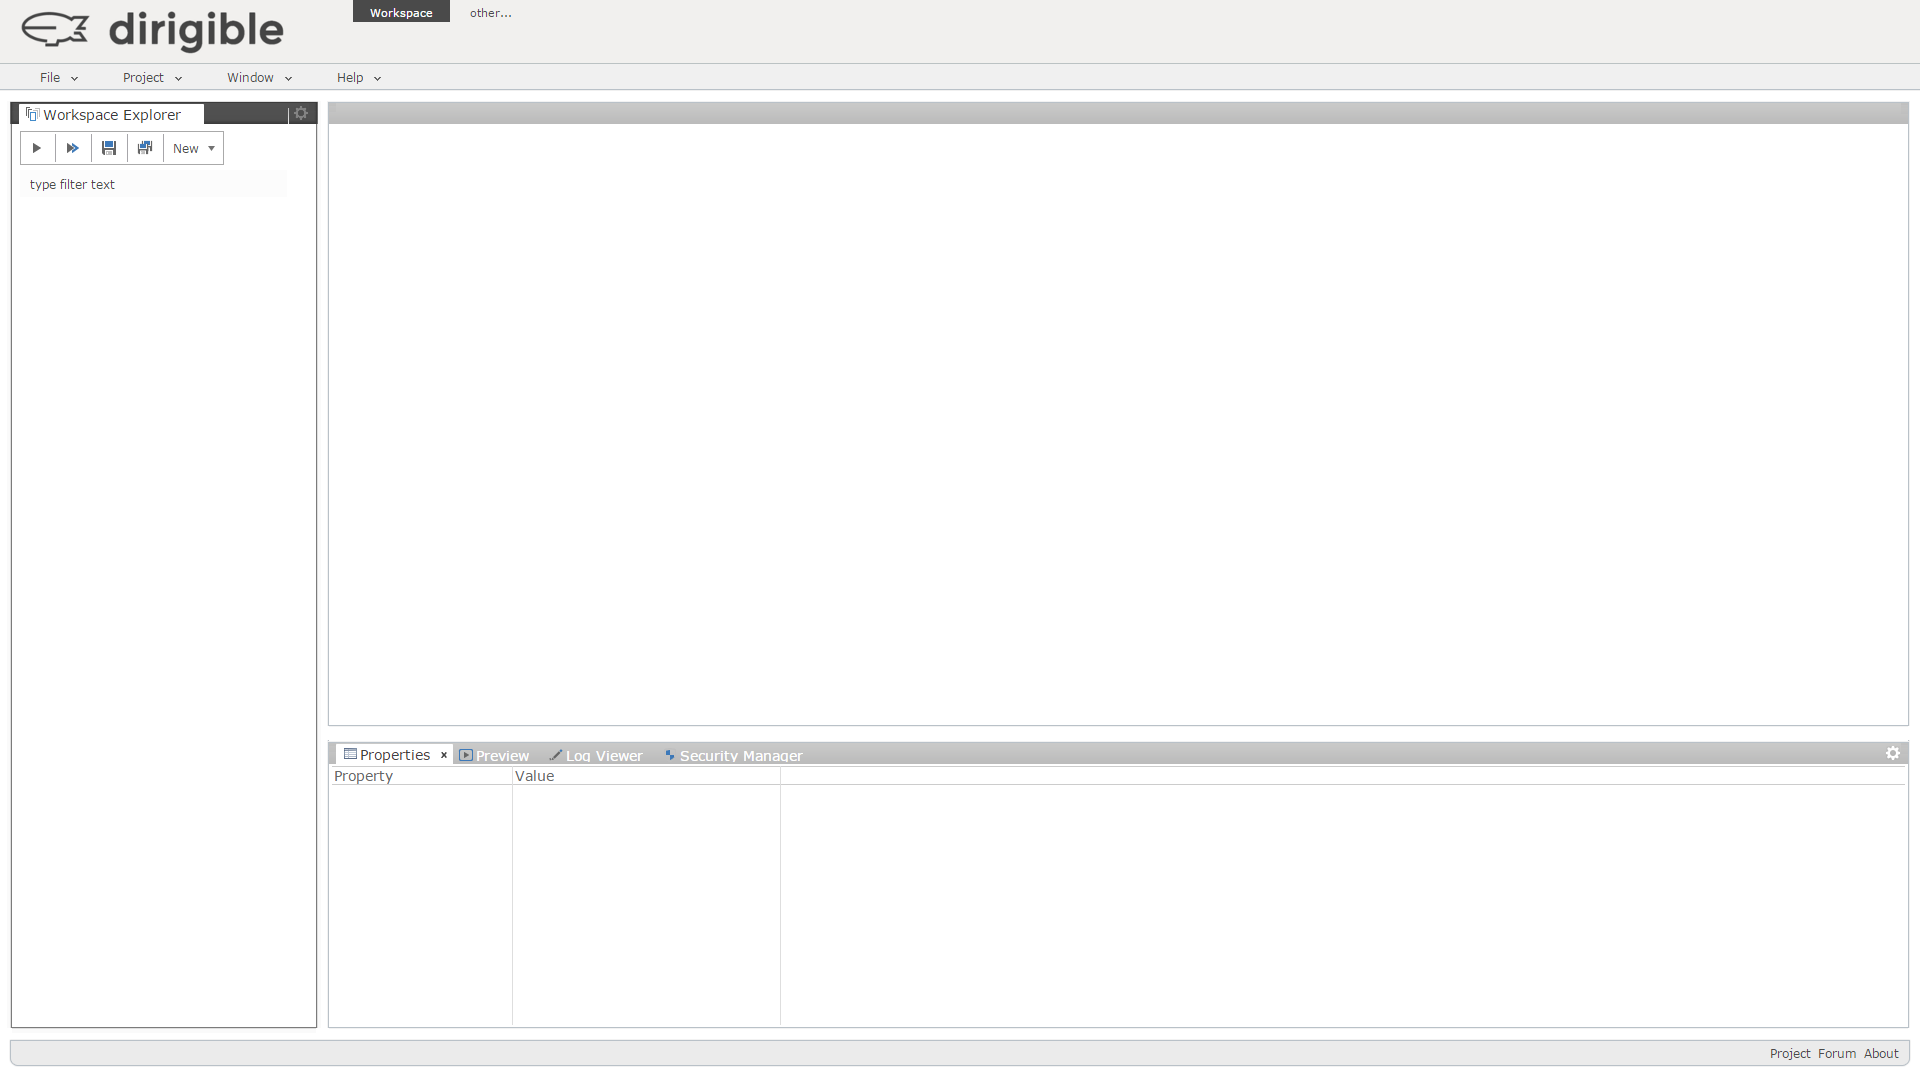 dirigible
Workspace other...
File Project Window Help
Workspace Explorer
New
type filter text
Properties Preview Log Viewer Security Manager
Property Value
Project Forum About